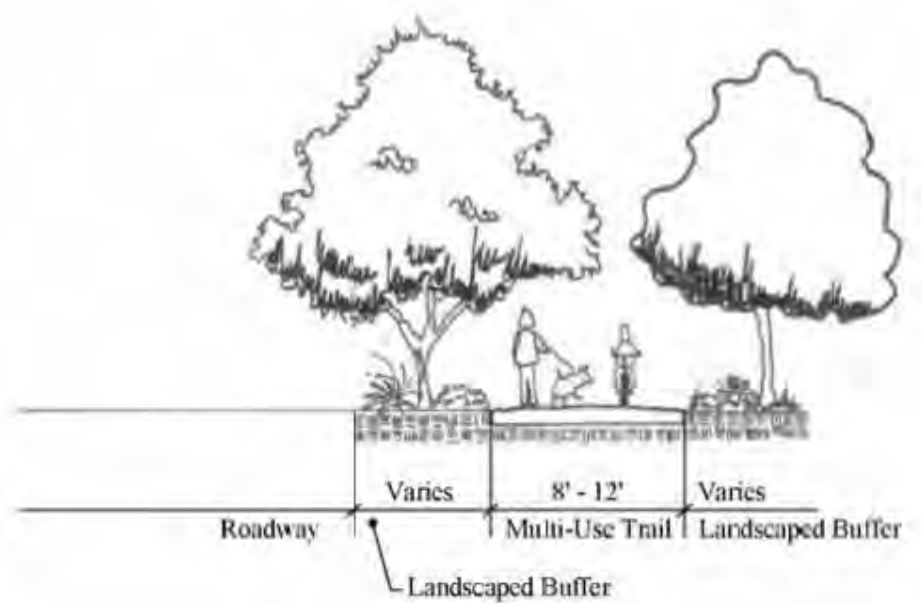 Varies
8' - 12'
Varies
Roadway
Multi-Use Trail
Landscaped Buffer
Landscaped Buffer